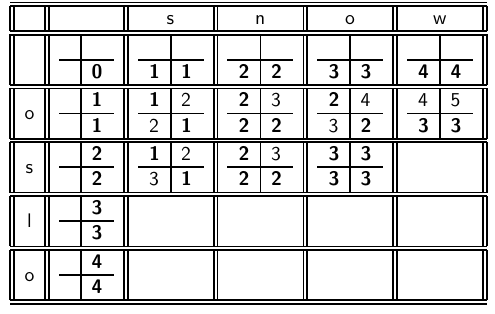 s n o w
0 1 1 2 2 3 3 4 4
o 1 1 2 2 3 2 4 4 5
1 2 1 2 2 3 2 3 3
s 2 1 2 2 3 3 3
2 3 1 2 2 3 3
l 3
3
o 4
4